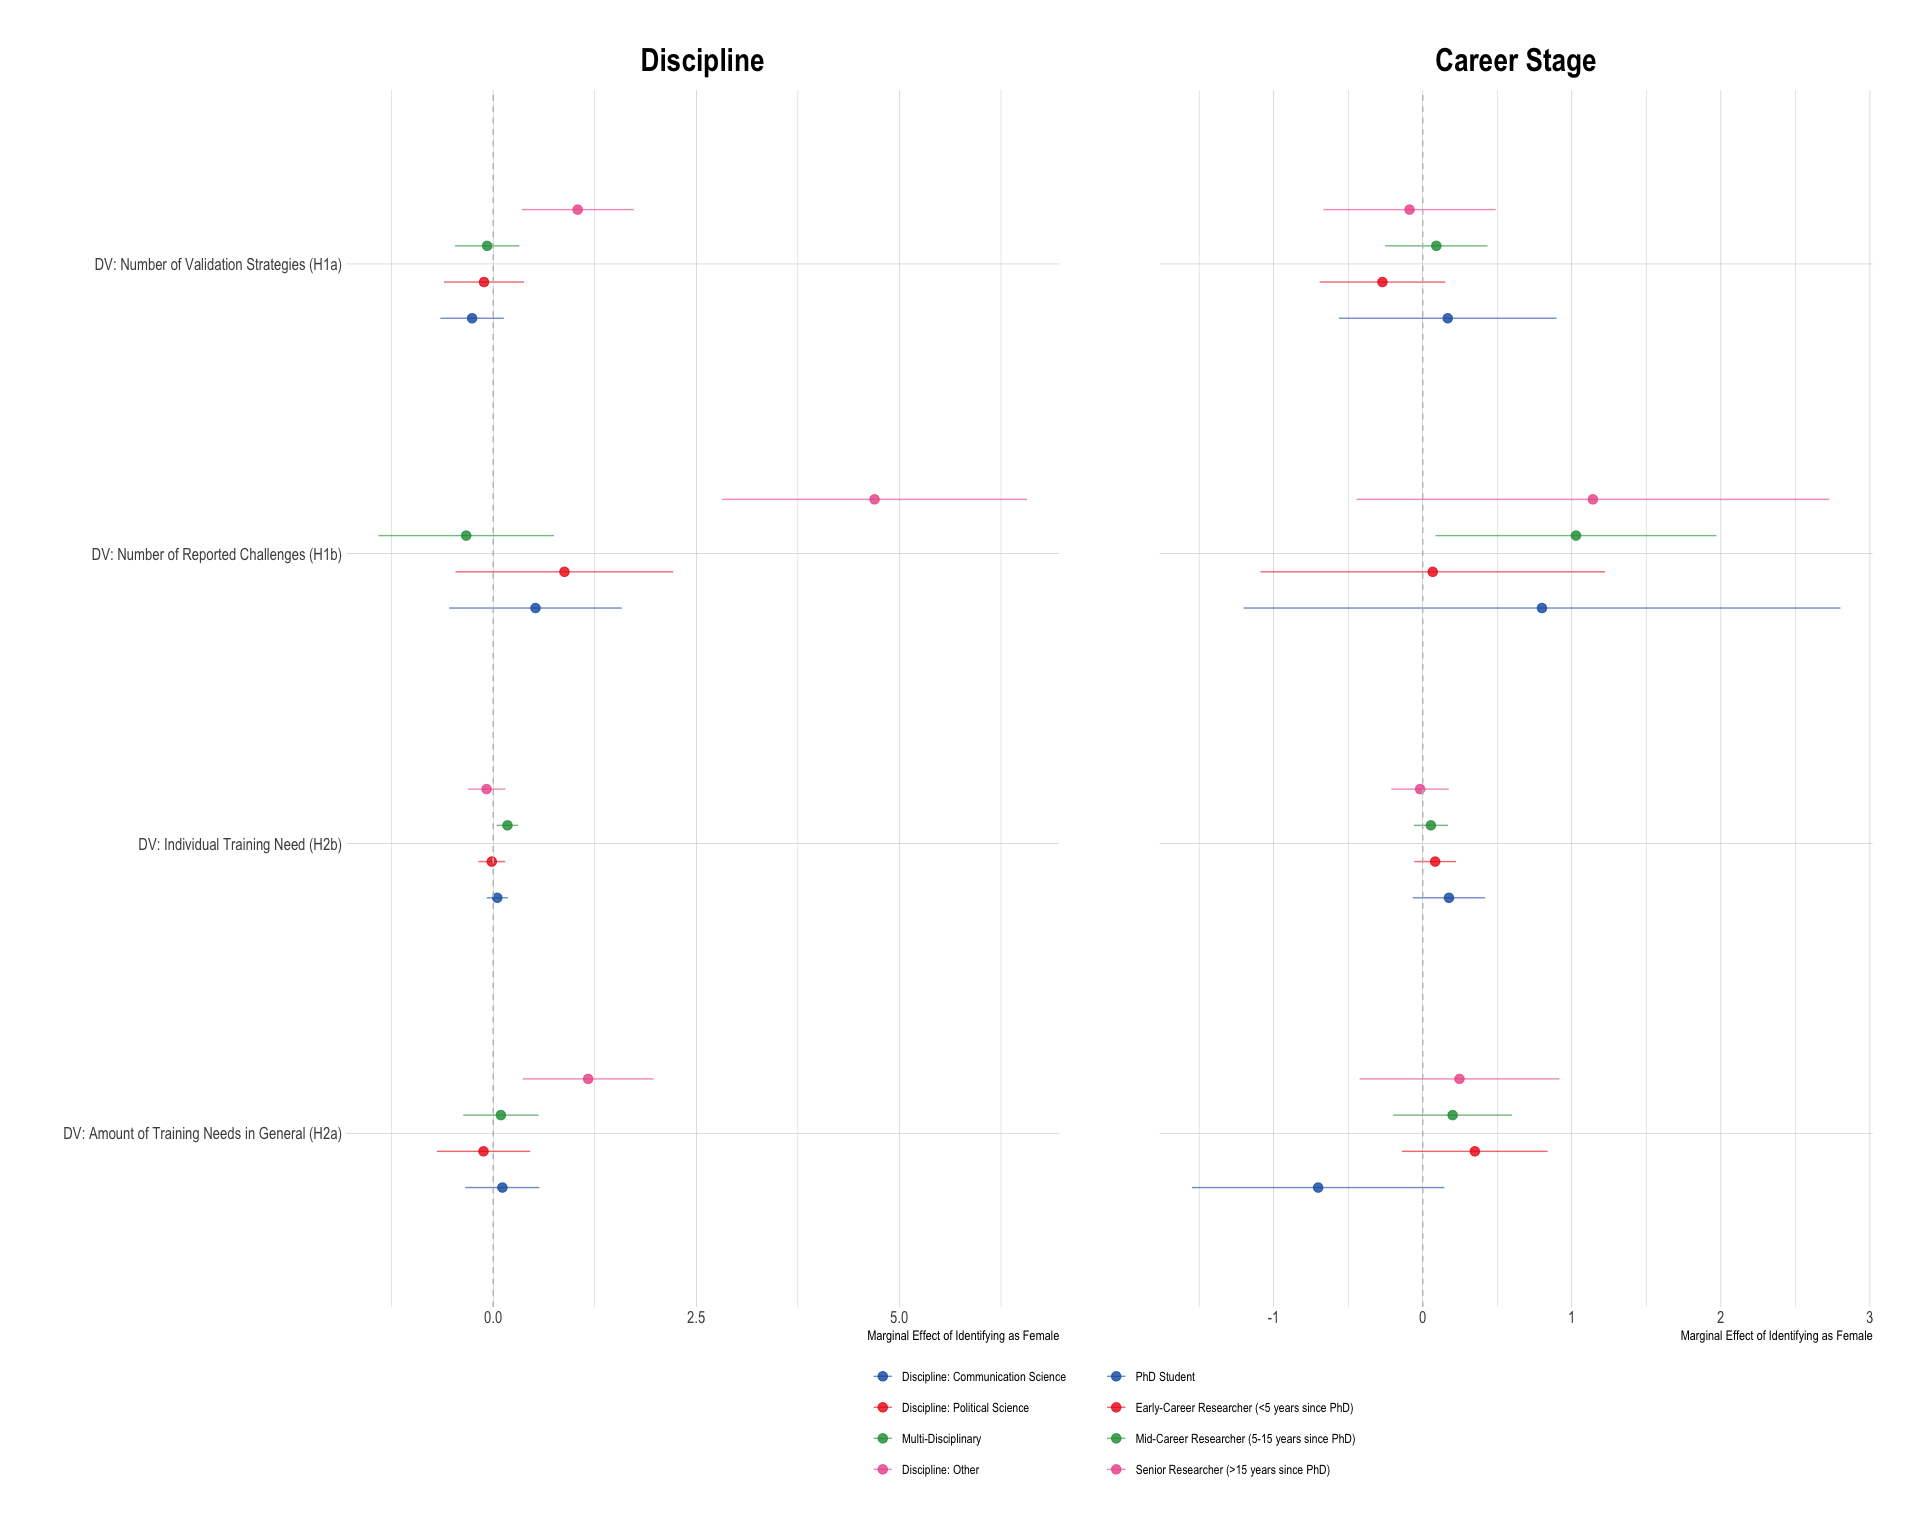 Discipline
Career Stage
DV: Number of Validation Strategies (H1a)
DV: Number of Reported Challenges (H1b)
DV: Individual Training Need (H2b)
DV: Amount of Training Needs in General (H2a)
0.0 2.5 5.0
-1 0 1 2 3
Marginal Effect of Identifying as Female
Marginal Effect of Identifying as Female
Discipline: Communication Science
Discipline: Political Science
Multi-Disciplinary
Discipline: Other
PhD Student
Early-Career Researcher (<5 years since PhD)
Mid-Career Researcher (5-15 years since PhD)
Senior Researcher (>15 years since PhD)